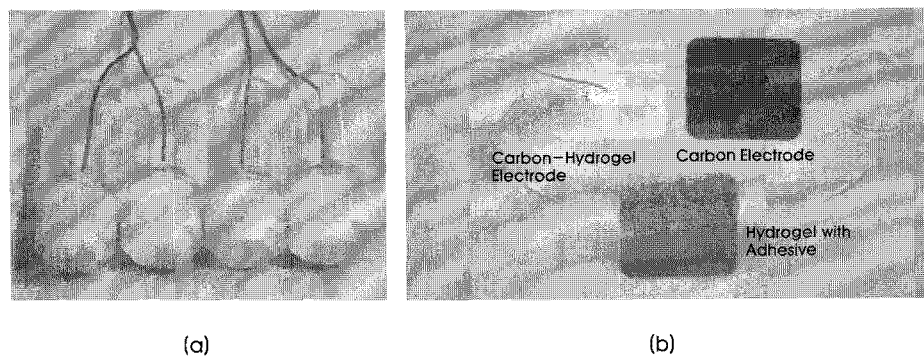 Carbon-Hydrogel
Electrode
Carbon Electrode
Hydrogel with
Adhesive
(a)
(b)